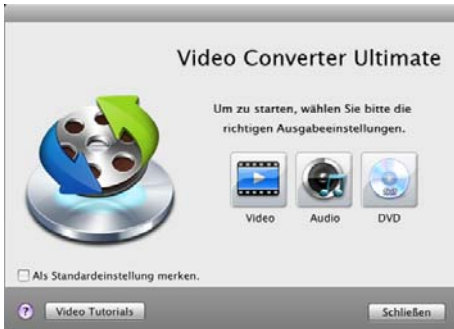 Video Converter Ultimate
Um zu starten, wählen Sie bitte die
richtigen Ausgabeeinstellungen.
Video
Audio
DVD
Als Standardeinstellung merken.
?
Video Tutorials
Schließen